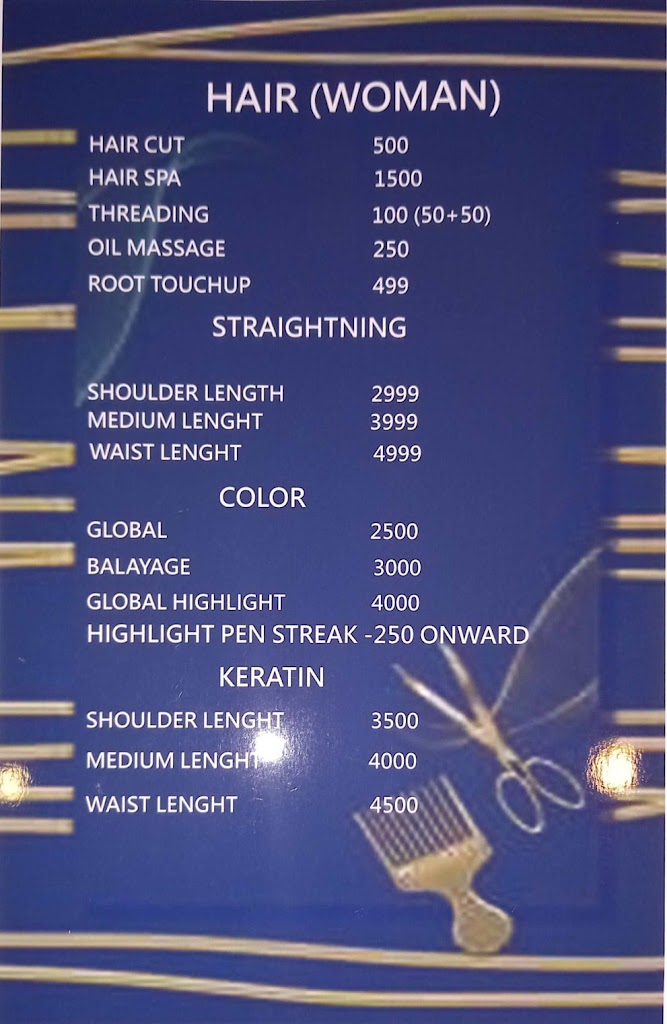 HAIR (WOMAN)
HAIR CUT 500
HAIR SPA 1500
THREADING 100 (50+50)
OIL MASSAGE 250
ROOT TOUCHUP 499
STRAIGHTNING
SHOULDER LENGTH 2999
MEDIUM LENGHT 3999
WAIST LENGHT 4999
COLOR
GLOBAL 2500
BALAYAGE 3000
GLOBAL HIGHLIGHT 4000
HIGHLIGHT PEN STREAK -250 ONWARD
KERATIN
SHOULDER LENGHT 3500
MEDIUM LENGHT 4000
WAIST LENGHT 4500